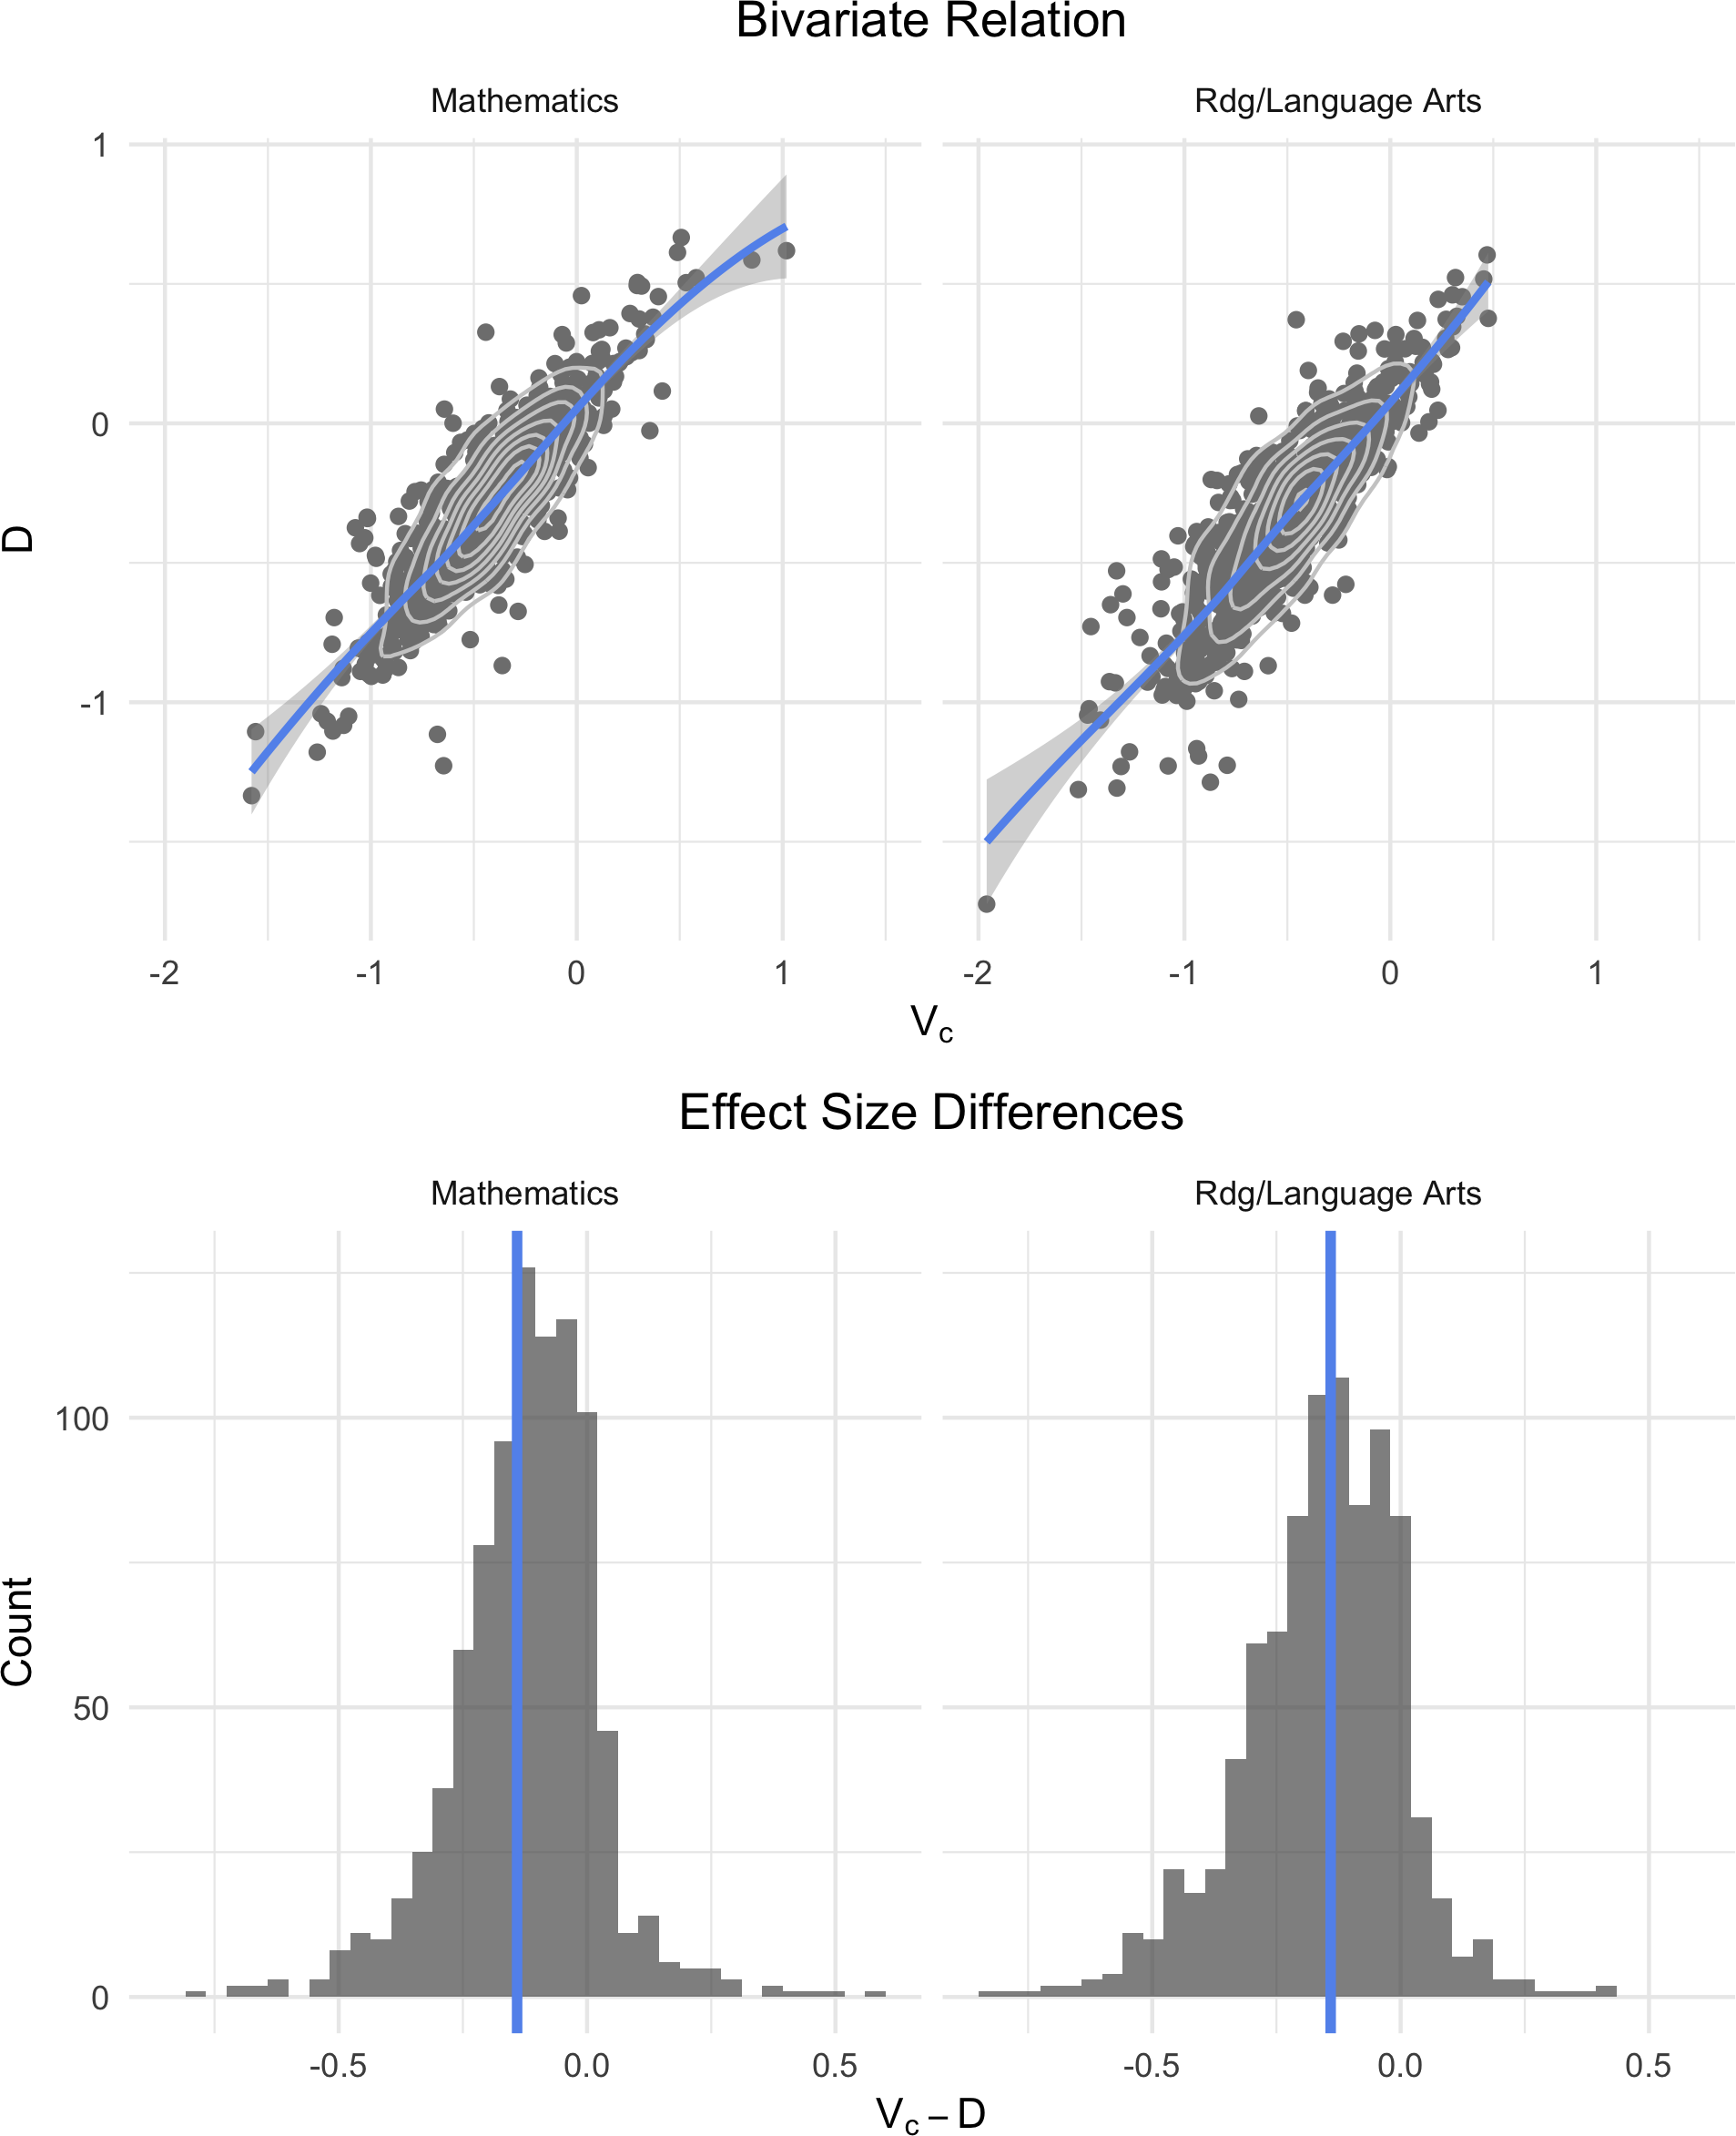 Bivariate Relation
Mathematics Rdg/Language Arts
1
0
-1
D
-2 -1 0 1 -2 -1 0 1
Vc
Effect Size Differences
Mathematics Rdg/Language Arts
100
50
0
Count
-0.5 0.0 0.5 -0.5 0.0 0.5
Vc – D